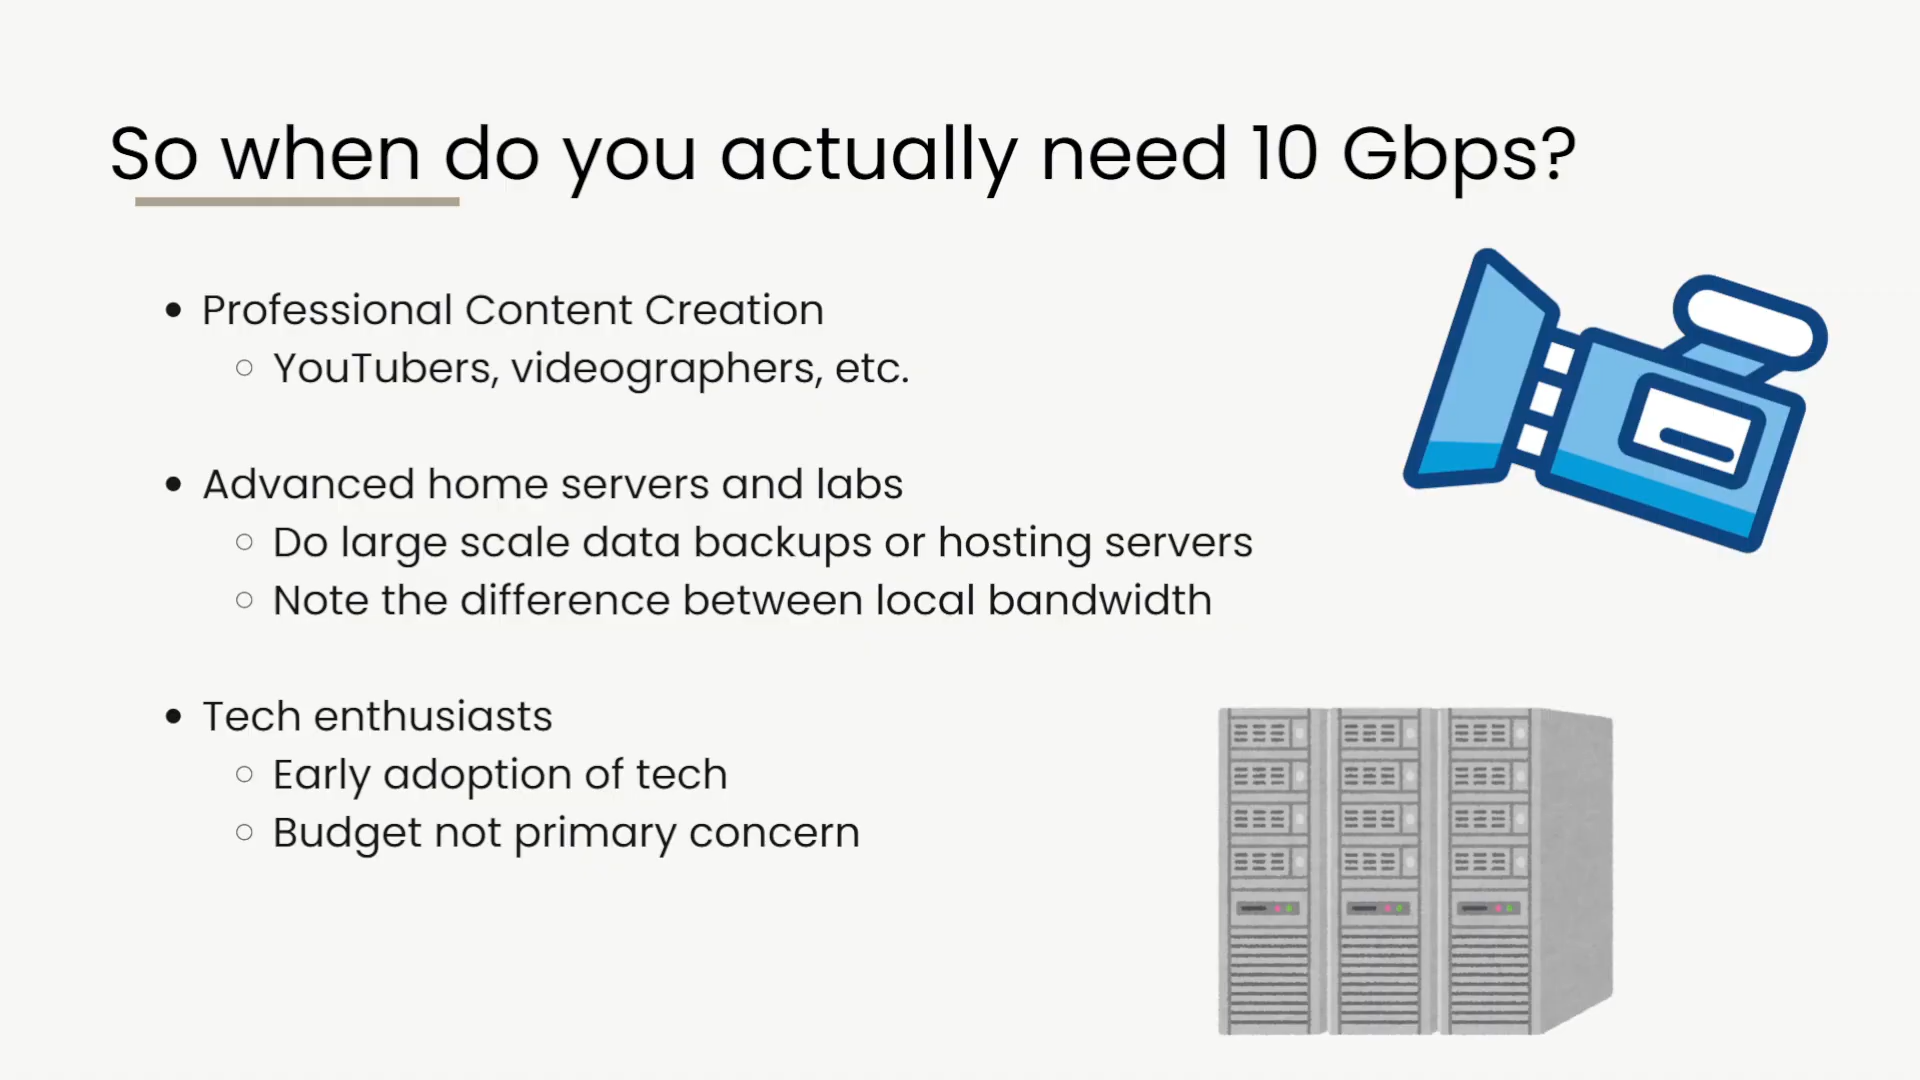 So when do you actually need 10 Gbps?
• Professional Content Creation
○ YouTubers, videographers, etc.
• Advanced home servers and labs
○ Do large scale data backups or hosting servers
○ Note the difference between local bandwidth
• Tech enthusiasts
○ Early adoption of tech
○ Budget not primary concern